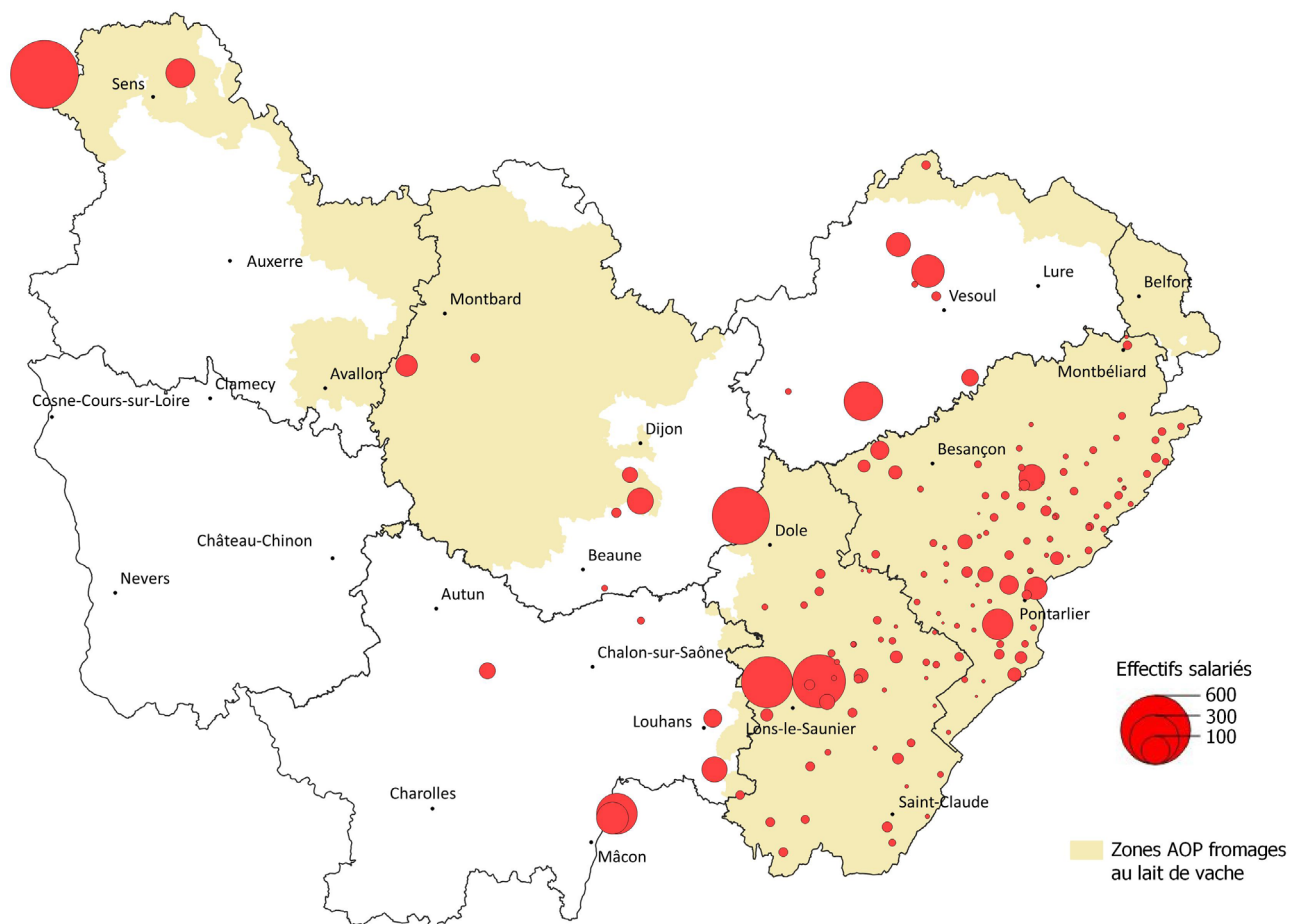 Sens
Auxerre
Montbard
Vesoul
Lure
Belfort
Montbéliard
Avallon
Clamecy
Cosne-Cours-sur-Loire
Dijon
Besançon
Dole
Château-Chinon
Nevers
Beaune
Autun
Pontarlier
Chalon-sur-Saône
Louhans
Lons-le-Saunier
Charolles
Saint-Claude
Mâcon
Effectifs salariés
600
300
100
Zones AOP fromages
au lait de vache